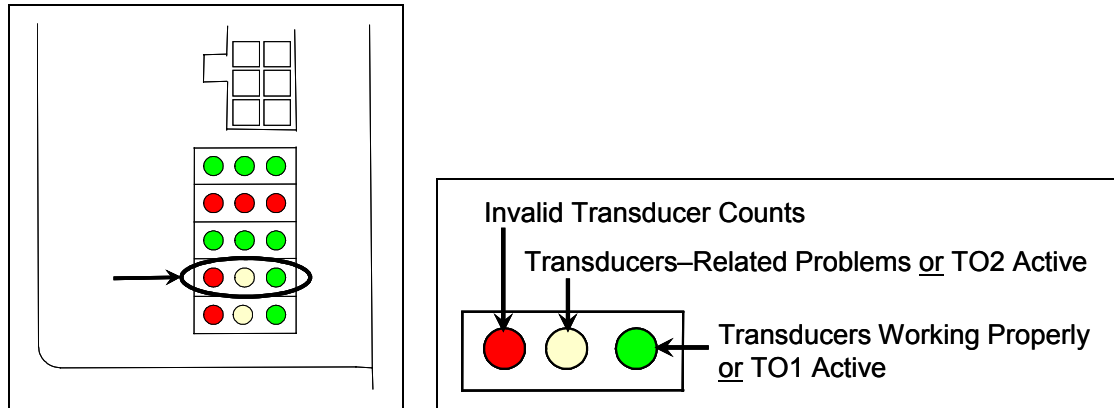 Invalid Transducer Counts
Transducers–Related Problems or TO2 Active
Transducers Working Properly
or TO1 Active